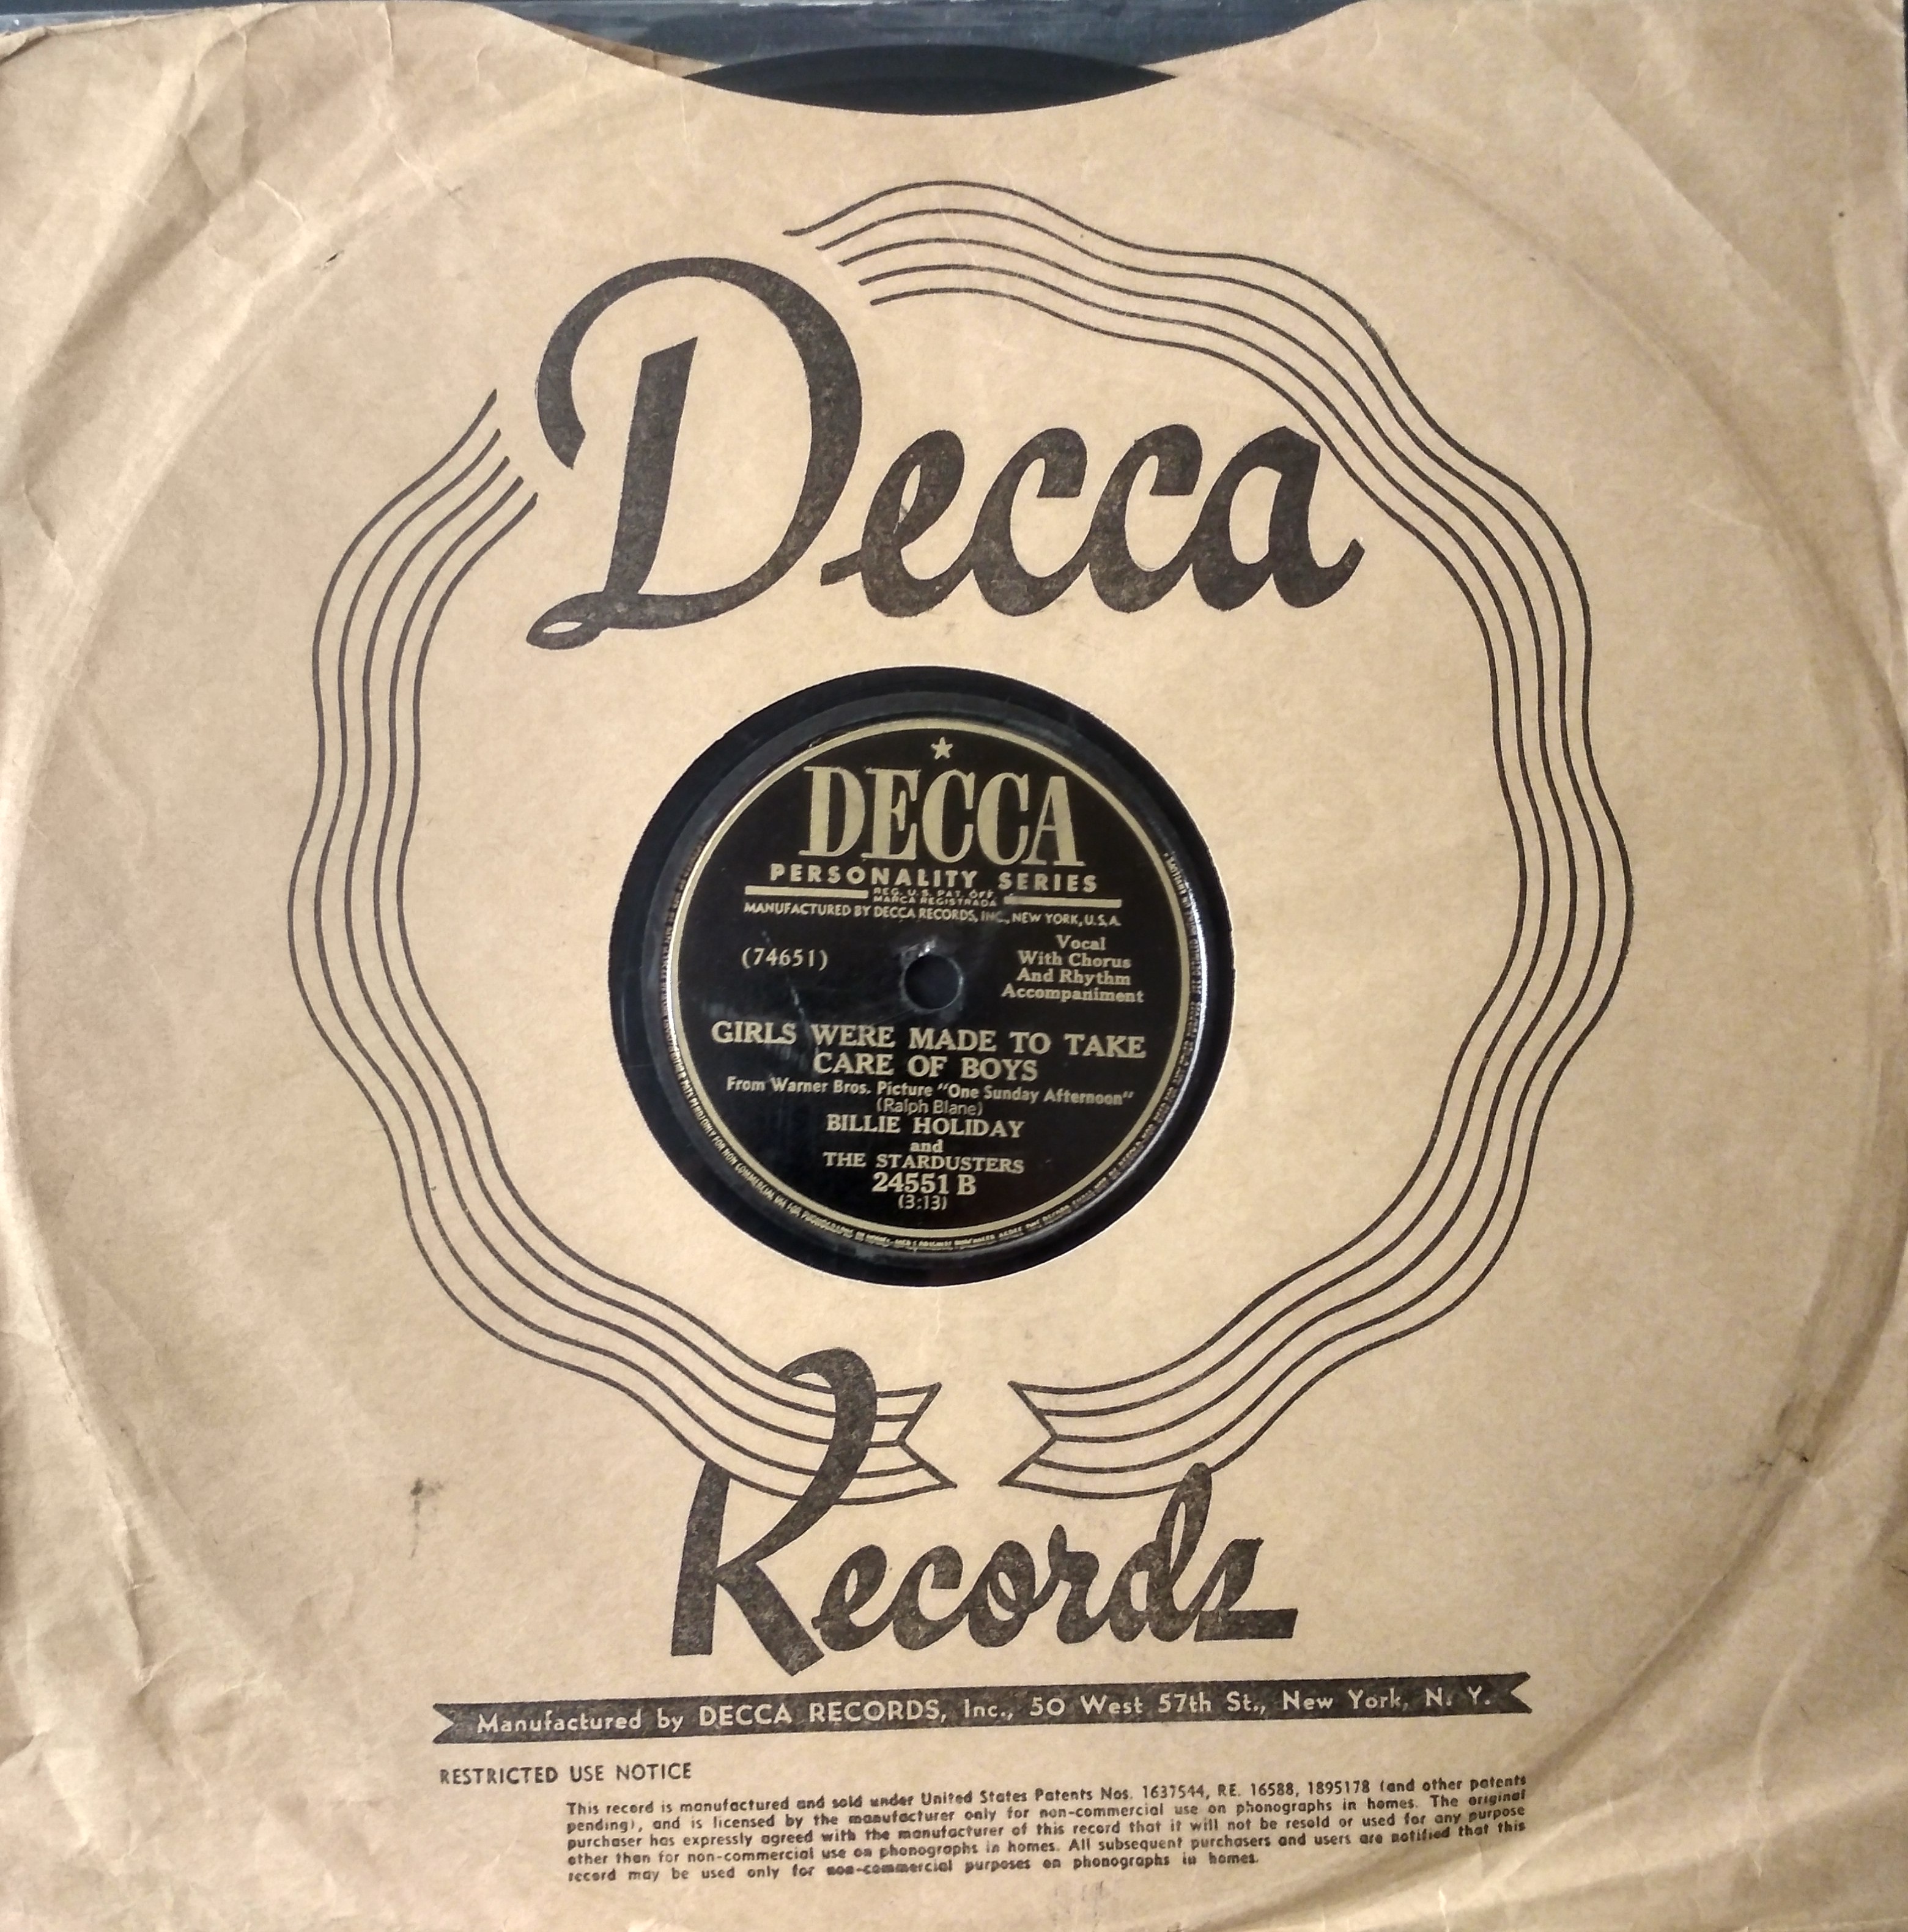 Decca
DECCA
PERSONALITY SERIES
REG. U.S. PAT. OFF.
MARCA REGISTRADA
MANUFACTURED BY DECCA RECORDS, INC., NEW YORK, U.S.A.
(74651)
Vocal
With Chorus
And Rhythm
Accompaniment
GIRLS WERE MADE TO TAKE
CARE OF BOYS
From Warner Bros. Picture "One Sunday Afternoon"
(Ralph Blane)
BILLIE HOLIDAY
and
THE STARDUSTERS
24551 B
(3:13)
Records
Manufactured by DECCA RECORDS, Inc., 50 West 57th St., New York, N. Y.
RESTRICTED USE NOTICE
This record is manufactured and sold under United States Patents Nos. 1637544, RE. 16588, 1895178 (and other patents
pending), and is licensed by the manufacturer only for non-commercial use on phonographs in homes. The original
purchaser has expressly agreed with the manufacturer of this record that it will not be resold or used for any purpose
other than for non-commercial use on phonographs in homes. All subsequent purchasers and users are notified that this
record may be used only for non-commercial purposes on phonographs in homes.